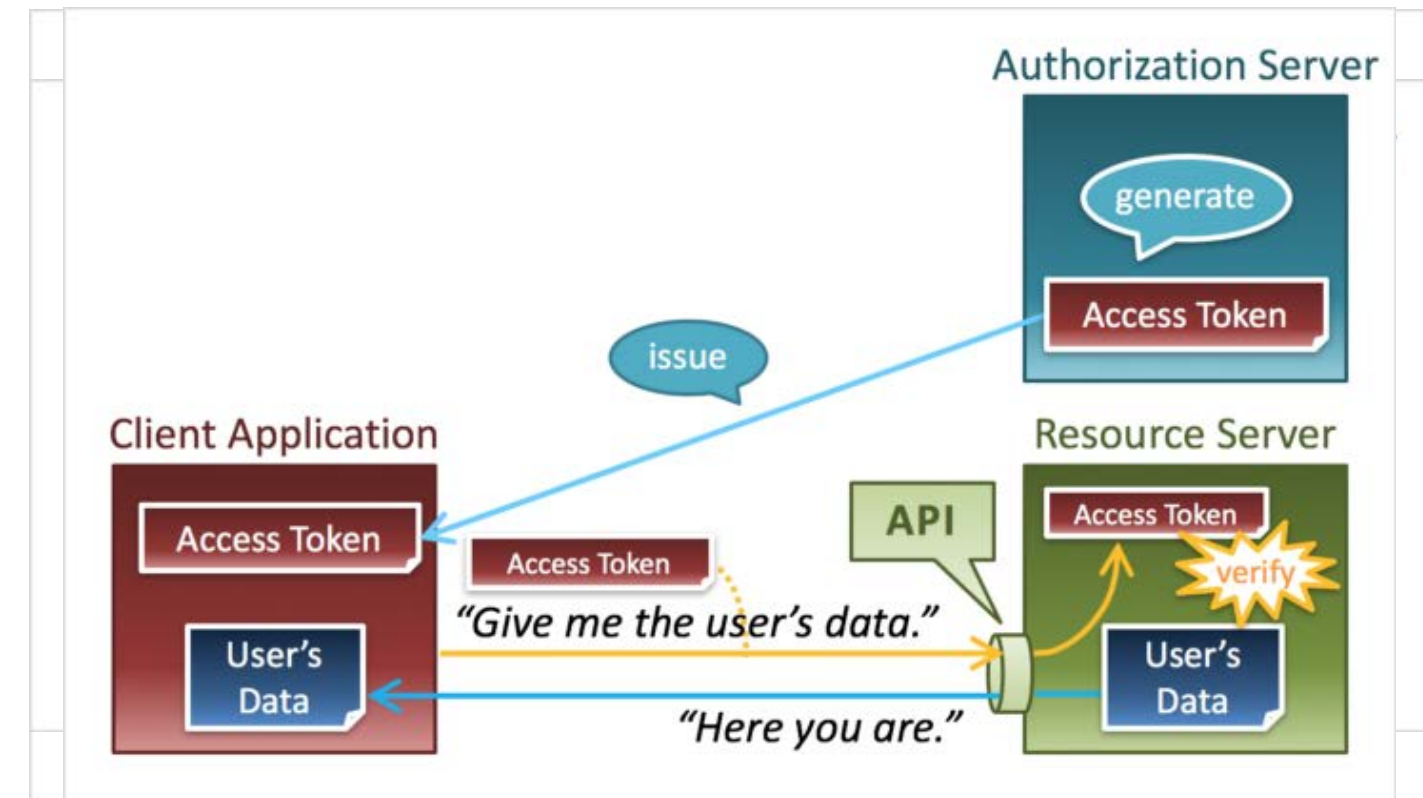 Authorization Server
generate
Access Token
issue
Client Application
Resource Server
Access Token
Access Token
API
Access Token
verify
“Give me the user’s data.”
User’s
Data
User’s
Data
“Here you are.”